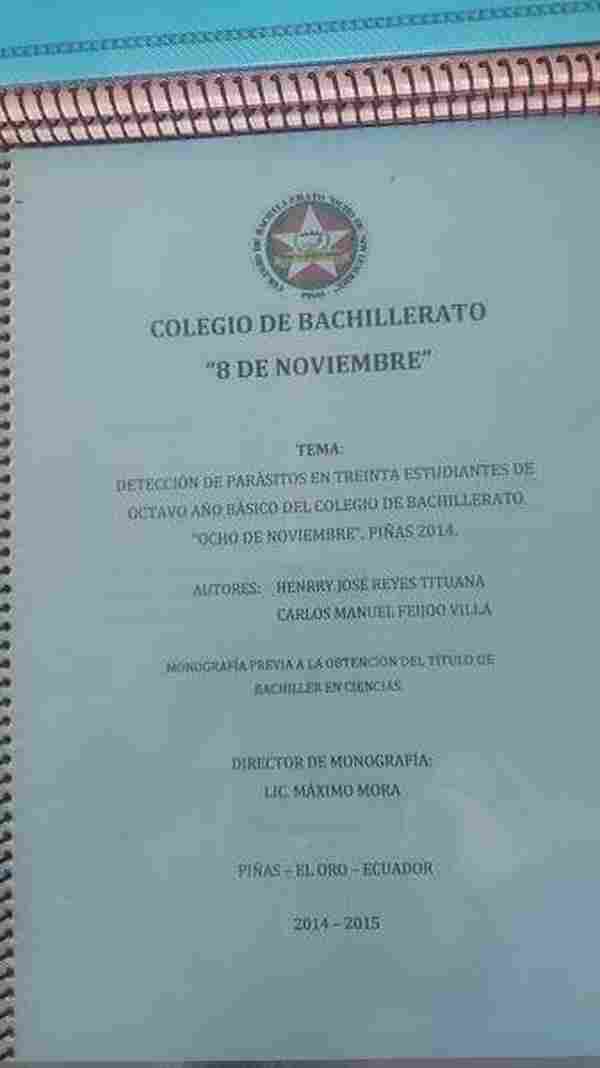 COLEGIO DE BACHILLERATO
"8 DE NOVIEMBRE"
TEMA:
DETECCIÓN DE PARÁSITOS EN TREINTA ESTUDIANTES DE
OCTAVO AÑO BÁSICO DEL COLEGIO DE BACHILLERATO
"OCHO DE NOVIEMBRE", PIÑAS 2014.
AUTORES: HENRRY JOSÉ REYES TITUANA
CARLOS MANUEL FEIJOO VILLA
MONOGRAFÍA PREVIA A LA OBTENCIÓN DEL TÍTULO DE
BACHILLER EN CIENCIAS.
DIRECTOR DE MONOGRAFÍA:
LIC. MÁXIMO MORA
PIÑAS – EL ORO – ECUADOR
2014 – 2015